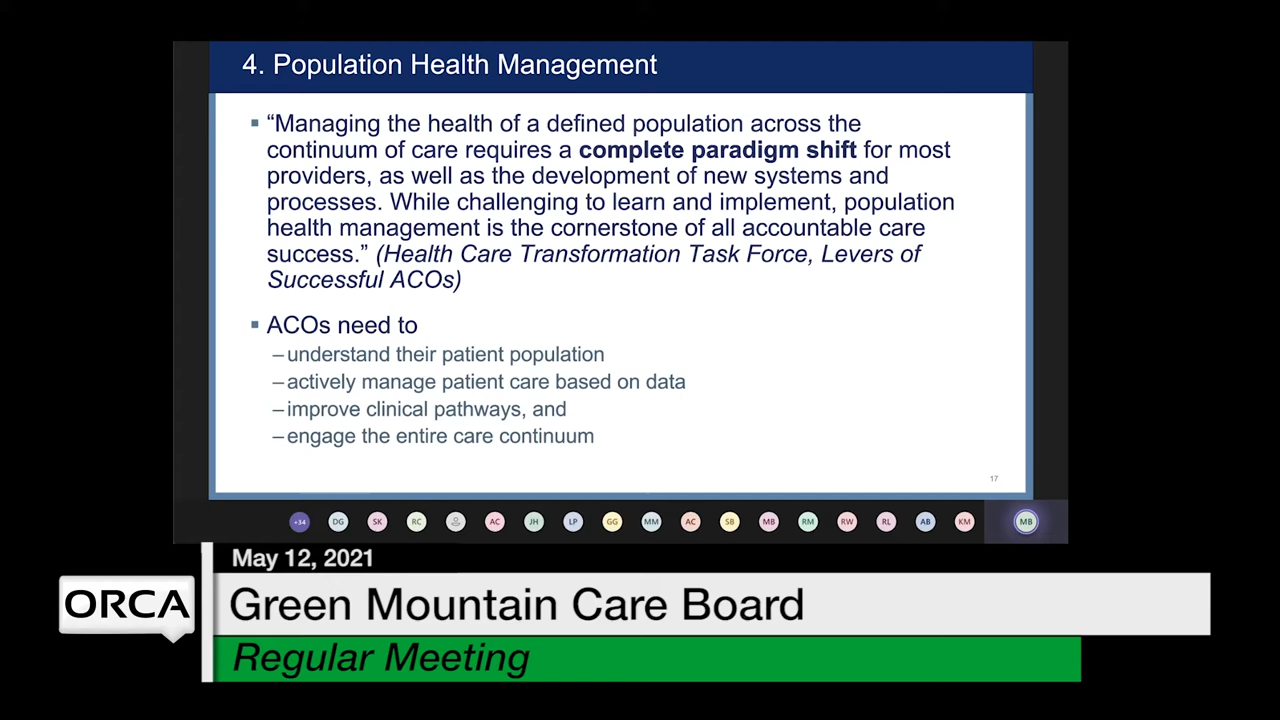 4. Population Health Management
▪ “Managing the health of a defined population across the
continuum of care requires a complete paradigm shift for most
providers, as well as the development of new systems and
processes. While challenging to learn and implement, population
health management is the cornerstone of all accountable care
success.” (Health Care Transformation Task Force, Levers of
Successful ACOs)
▪ ACOs need to
–understand their patient population
–actively manage patient care based on data
–improve clinical pathways, and
–engage the entire care continuum
17
+34 DG SK RC AC JH LP GG MM AC SB MB RM RW RL AB KM MB
May 12, 2021
ORCA
Green Mountain Care Board
Regular Meeting